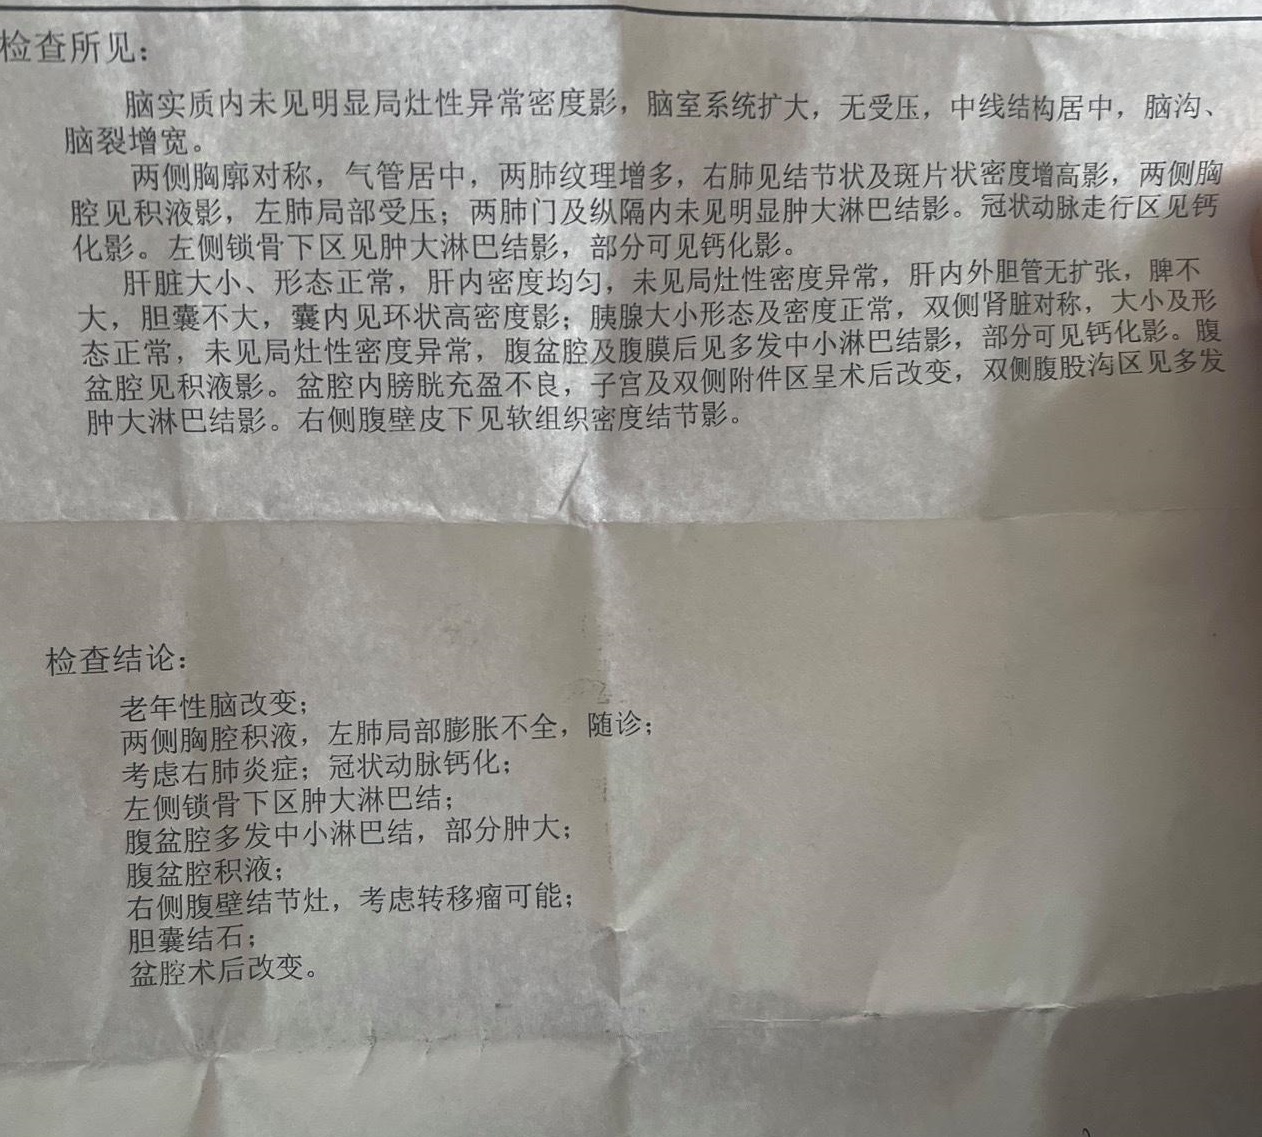 检查所见：
脑实质内未见明显局灶性异常密度影，脑室系统扩大，无受压，中线结构居中，脑沟、
脑裂增宽。
两侧胸廓对称，气管居中，两肺纹理增多，右肺见结节状及斑片状密度增高影，两侧胸
腔见积液影，左肺局部受压；两肺门及纵隔内未见明显肿大淋巴结影。冠状动脉走行区见钙
化影。左侧锁骨下区见肿大淋巴结影，部分可见钙化影。
肝脏大小、形态正常，肝内密度均匀，未见局灶性密度异常，肝内外胆管无扩张，脾不
大，胆囊不大，囊内见环状高密度影；胰腺大小形态及密度正常，双侧肾脏对称，大小及形
态正常，未见局灶性密度异常，腹盆腔及腹膜后见多发中小淋巴结影，部分可见钙化影。腹
盆腔见积液影。盆腔内膀胱充盈不良，子宫及双侧附件区呈术后改变，双侧腹股沟区见多发
肿大淋巴结影。右侧腹壁皮下见软组织密度结节影。
检查结论：
老年性脑改变；
两侧胸腔积液，左肺局部膨胀不全，随诊；
考虑右肺炎症；冠状动脉钙化；
左侧锁骨下区肿大淋巴结；
腹盆腔多发中小淋巴结，部分肿大；
腹盆腔积液；
右侧腹壁结节灶，考虑转移瘤可能；
胆囊结石；
盆腔术后改变。